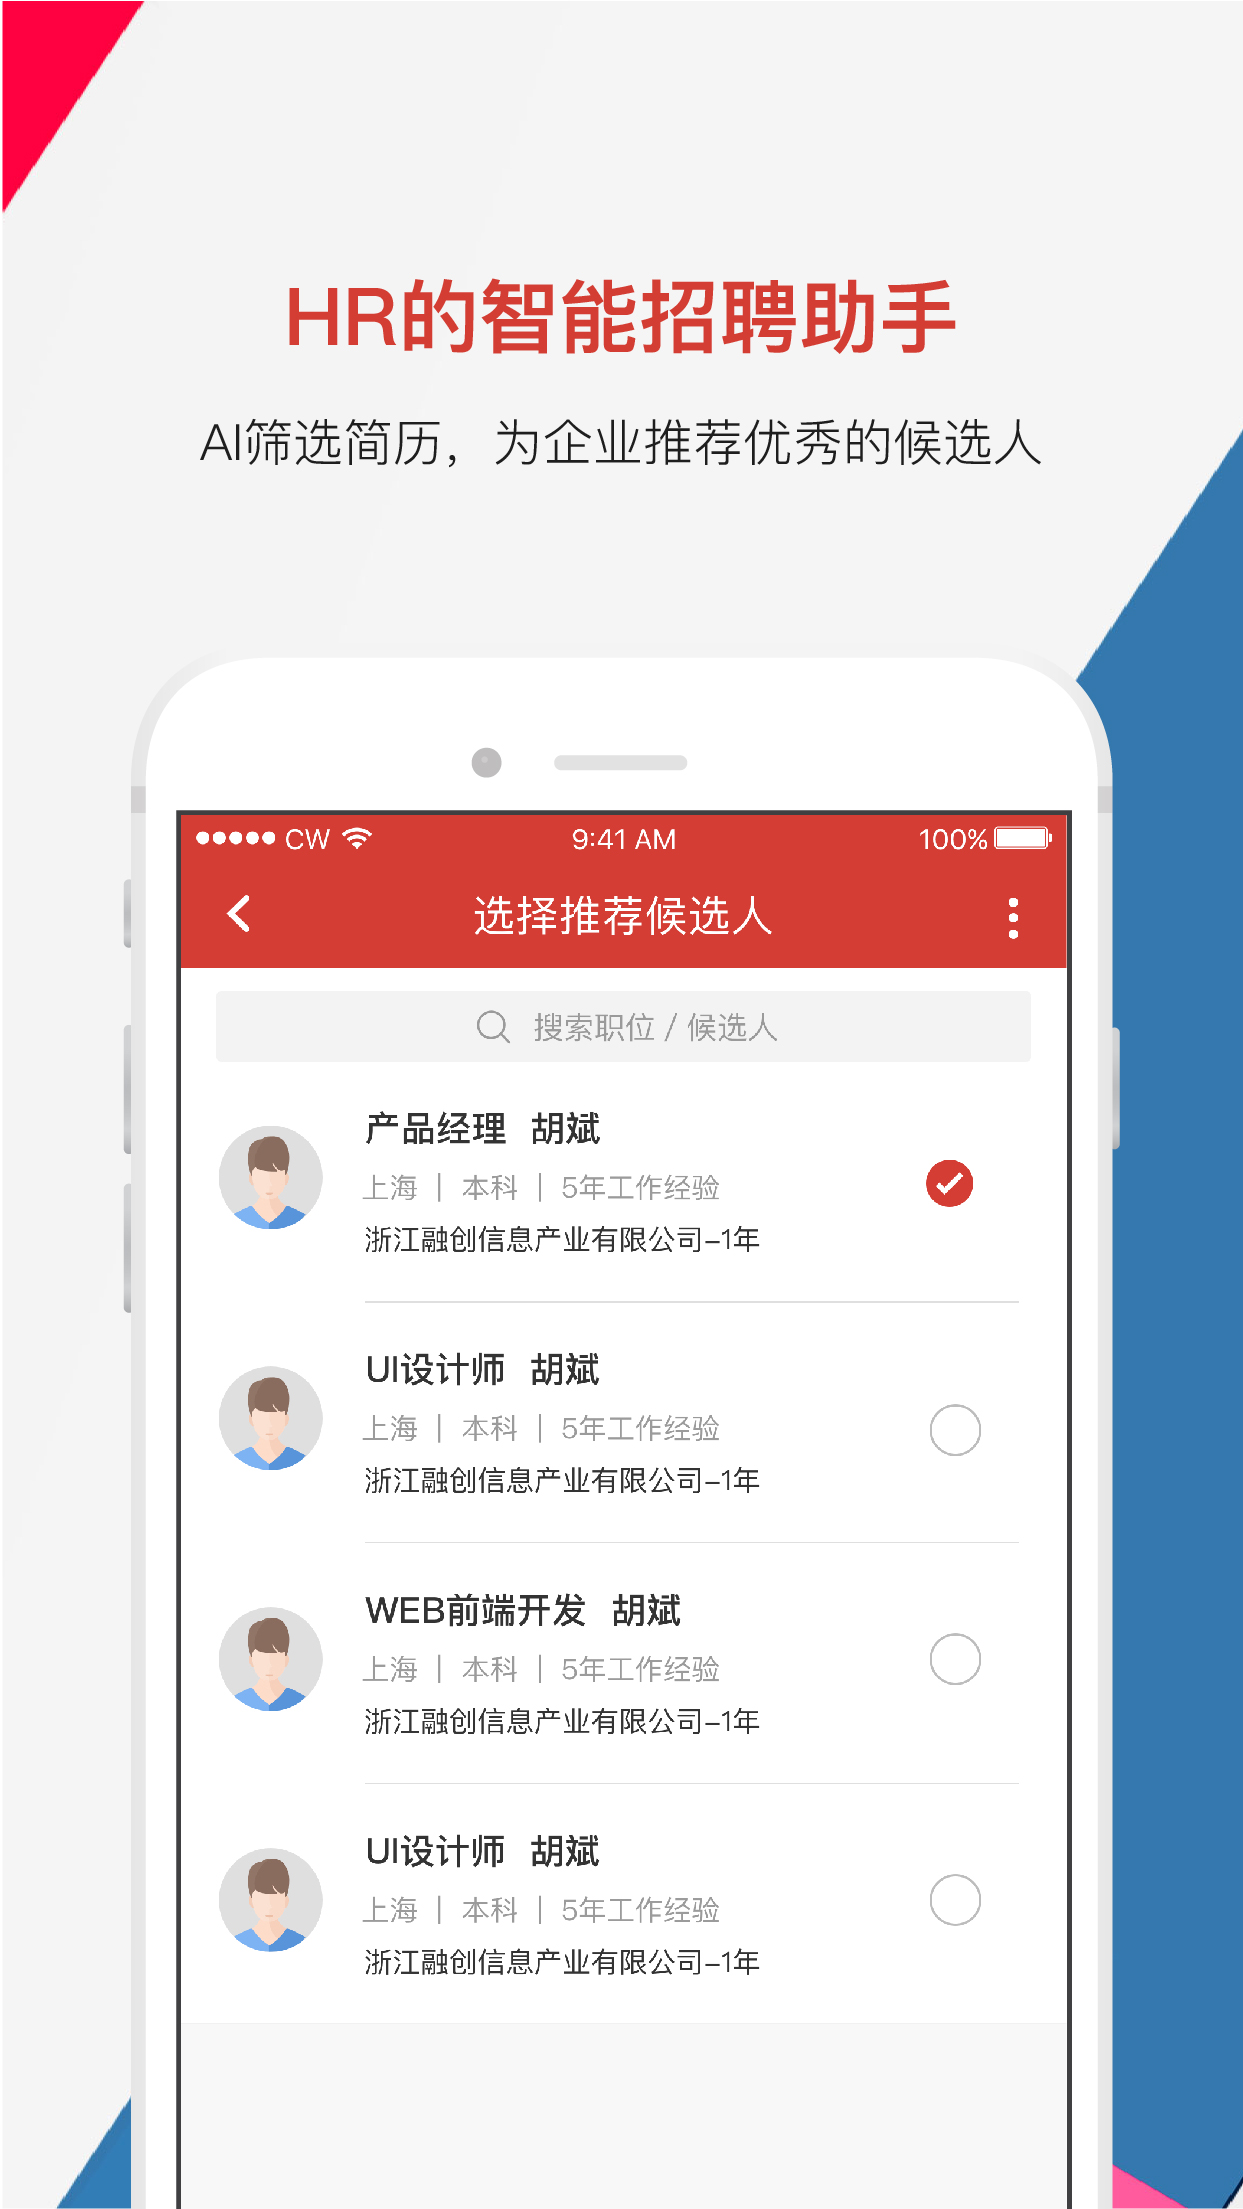 HR的智能招聘助手
AI筛选简历，为企业推荐优秀的候选人
CW 9:41 AM 100%
选择推荐候选人
搜索职位 / 候选人
产品经理 胡斌
上海 | 本科 | 5年工作经验
浙江融创信息产业有限公司-1年
UI设计师 胡斌
上海 | 本科 | 5年工作经验
浙江融创信息产业有限公司-1年
WEB前端开发 胡斌
上海 | 本科 | 5年工作经验
浙江融创信息产业有限公司-1年
UI设计师 胡斌
上海 | 本科 | 5年工作经验
浙江融创信息产业有限公司-1年